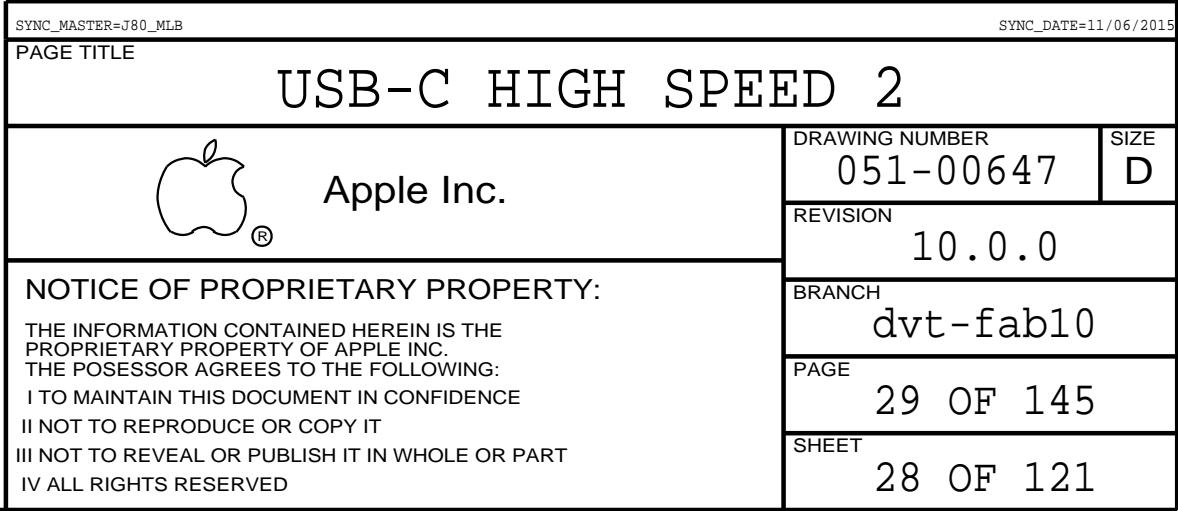 SYNC_MASTER=J80_MLB
SYNC_DATE=11/06/2015
PAGE TITLE
USB-C HIGH SPEED 2
Apple Inc.
®
DRAWING NUMBER
051-00647
SIZE
D
REVISION
10.0.0
NOTICE OF PROPRIETARY PROPERTY:
THE INFORMATION CONTAINED HEREIN IS THE
PROPRIETARY PROPERTY OF APPLE INC.
THE POSESSOR AGREES TO THE FOLLOWING:
I TO MAINTAIN THIS DOCUMENT IN CONFIDENCE
II NOT TO REPRODUCE OR COPY IT
III NOT TO REVEAL OR PUBLISH IT IN WHOLE OR PART
IV ALL RIGHTS RESERVED
BRANCH
dvt-fab10
PAGE
29 OF 145
SHEET
28 OF 121